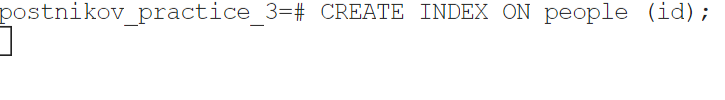 postnikov_practice_3=# CREATE INDEX ON people (id);